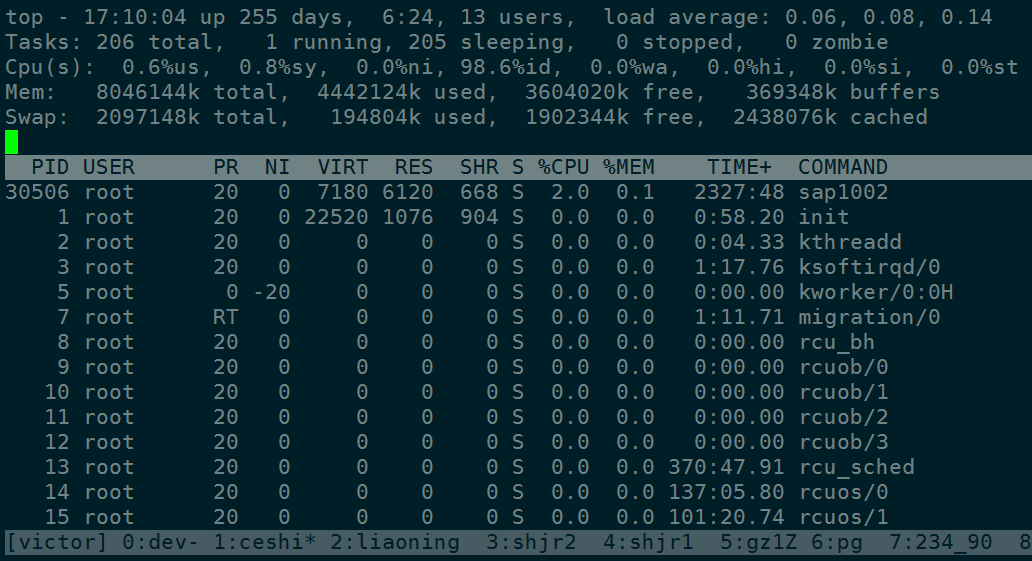 top - 17:10:04 up 255 days,  6:24, 13 users,  load average: 0.06, 0.08, 0.14
Tasks: 206 total,   1 running, 205 sleeping,   0 stopped,   0 zombie
Cpu(s):  0.6%us,  0.8%sy,  0.0%ni, 98.6%id,  0.0%wa,  0.0%hi,  0.0%si,  0.0%st
Mem:   8046144k total,  4442124k used,  3604020k free,   369348k buffers
Swap:  2097148k total,   194804k used,  1902344k free,  2438076k cached
  PID USER      PR  NI  VIRT  RES  SHR S %CPU %MEM    TIME+  COMMAND
30506 root      20   0  7180 6120  668 S  2.0  0.1   2327:48 sap1002
    1 root      20   0 22520 1076  904 S  0.0  0.0   0:58.20 init
    2 root      20   0     0    0    0 S  0.0  0.0   0:04.33 kthreadd
    3 root      20   0     0    0    0 S  0.0  0.0   1:17.76 ksoftirqd/0
    5 root       0 -20     0    0    0 S  0.0  0.0   0:00.00 kworker/0:0H
    7 root      RT   0     0    0    0 S  0.0  0.0   1:11.71 migration/0
    8 root      20   0     0    0    0 S  0.0  0.0   0:00.00 rcu_bh
    9 root      20   0     0    0    0 S  0.0  0.0   0:00.00 rcuob/0
   10 root      20   0     0    0    0 S  0.0  0.0   0:00.00 rcuob/1
   11 root      20   0     0    0    0 S  0.0  0.0   0:00.00 rcuob/2
   12 root      20   0     0    0    0 S  0.0  0.0   0:00.00 rcuob/3
   13 root      20   0     0    0    0 S  0.0  0.0 370:47.91 rcu_sched
   14 root      20   0     0    0    0 S  0.0  0.0 137:05.80 rcuos/0
   15 root      20   0     0    0    0 S  0.0  0.0 101:20.74 rcuos/1
[victor] 0:dev- 1:ceshi* 2:liaoning  3:shjr2  4:shjr1  5:gz1Z 6:pg  7:234_90  8